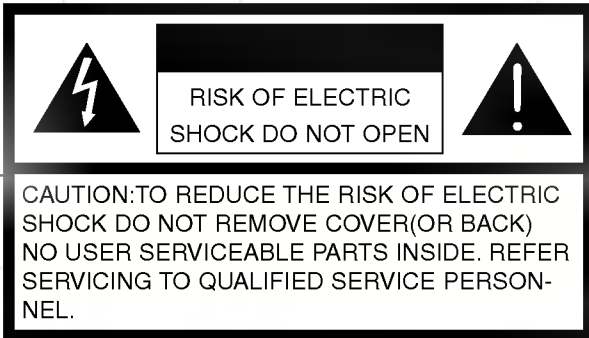 RISK OF ELECTRIC
SHOCK DO NOT OPEN
CAUTION:TO REDUCE THE RISK OF ELECTRIC
SHOCK DO NOT REMOVE COVER(OR BACK)
NO USER SERVICEABLE PARTS INSIDE. REFER
SERVICING TO QUALIFIED SERVICE PERSON-
NEL.